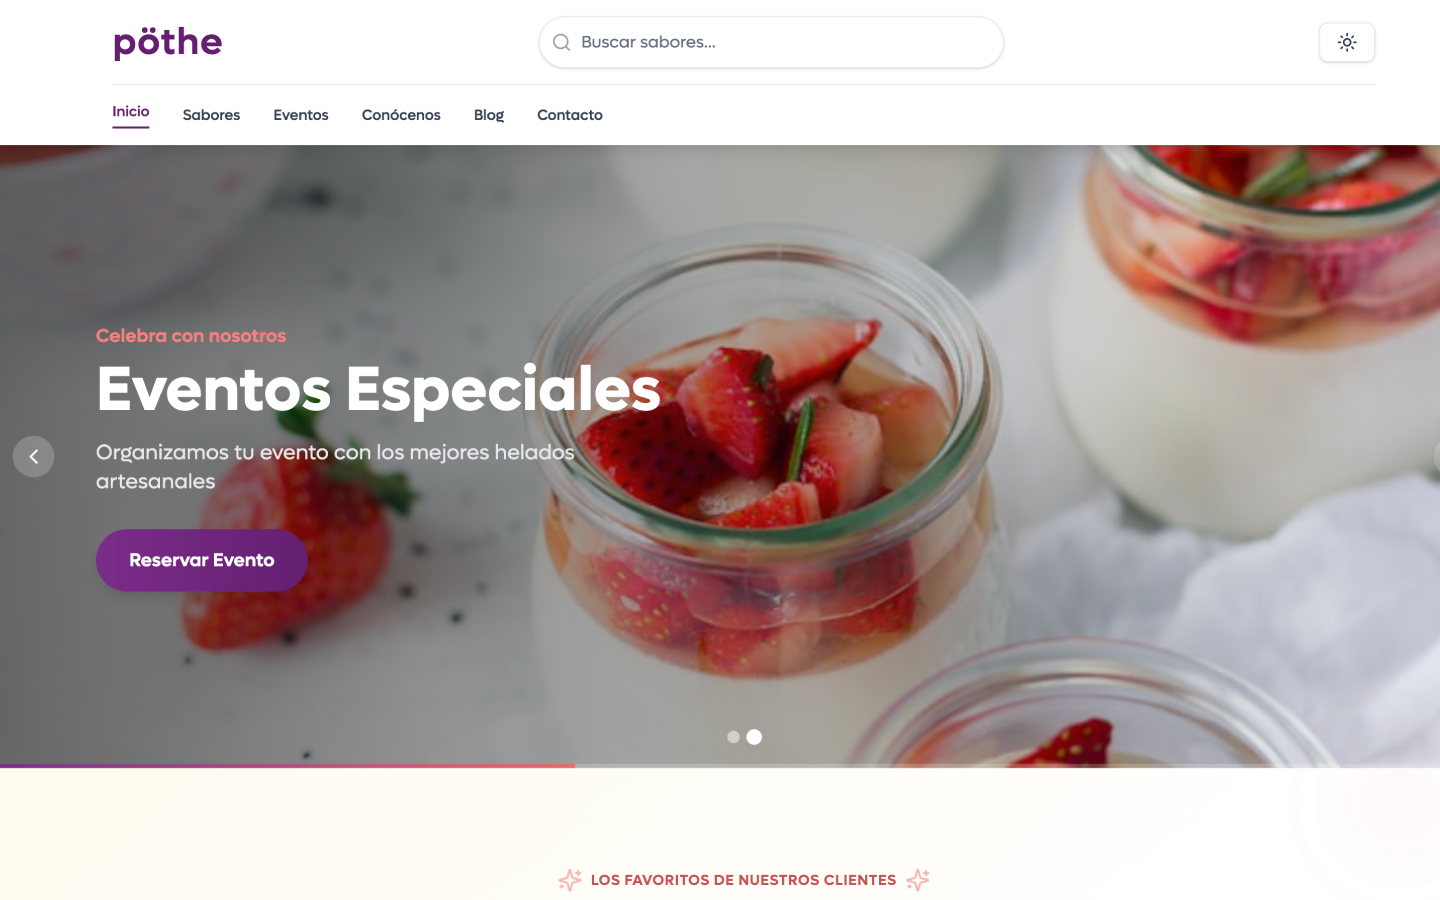 pöthe
Buscar sabores...
Inicio
Sabores
Eventos
Conócenos
Blog
Contacto
Celebra con nosotros
Eventos Especiales
Organizamos tu evento con los mejores helados
artesanales
Reservar Evento
LOS FAVORITOS DE NUESTROS CLIENTES